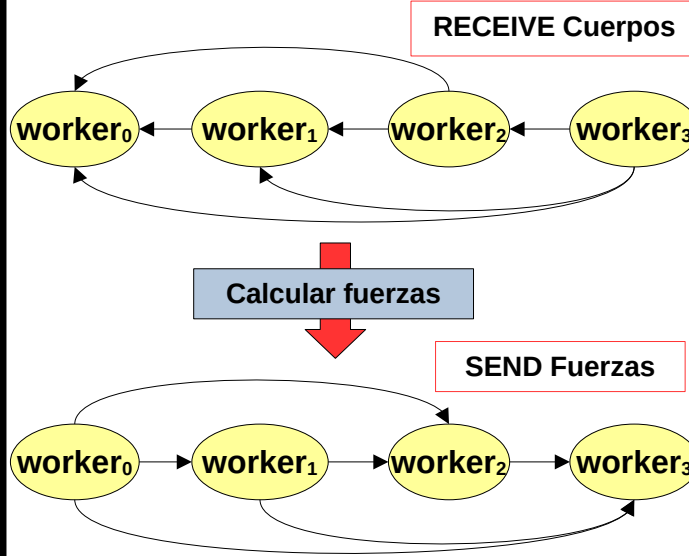 RECEIVE Cuerpos
worker₀ worker₁ worker₂ worker₃
Calcular fuerzas
SEND Fuerzas
worker₀ worker₁ worker₂ worker₃